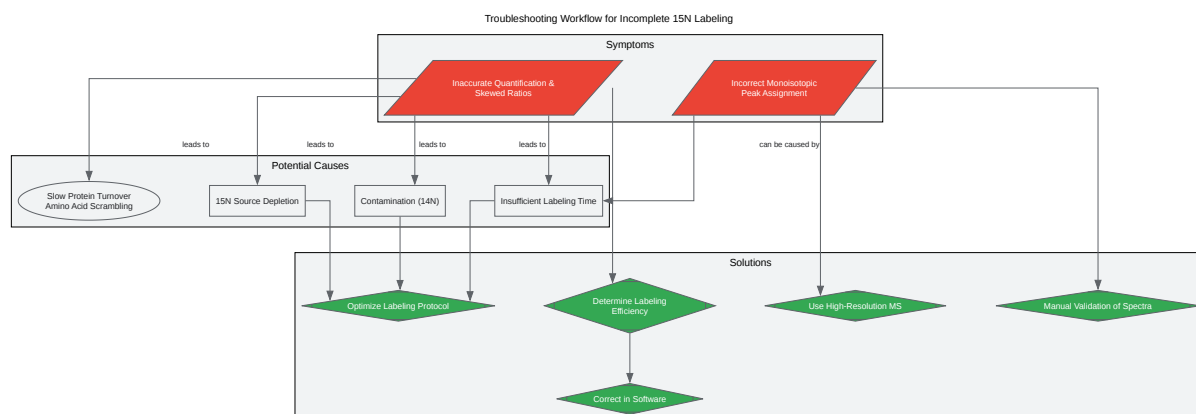 Troubleshooting Workflow for Incomplete 15N Labeling
Symptoms
Inaccurate Quantification &
Skewed Ratios
Incorrect Monoisotopic
Peak Assignment
leads to
leads to
leads to
leads to
can be caused by
Potential Causes
Slow Protein Turnover
Amino Acid Scrambling
15N Source Depletion
Contamination (14N)
Insufficient Labeling Time
Solutions
Optimize Labeling Protocol
Determine Labeling
Efficiency
Use High-Resolution MS
Manual Validation of Spectra
Correct in Software